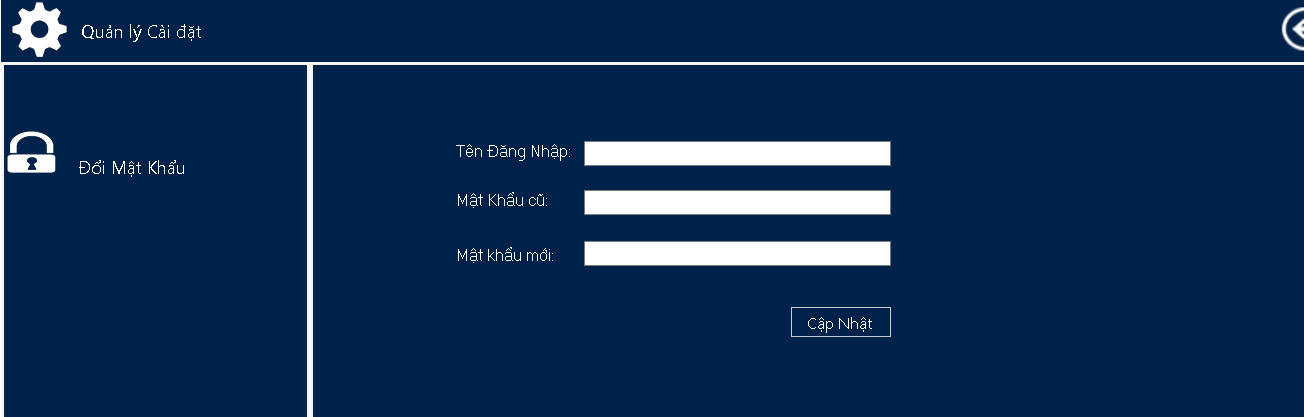 Quản lý Cài đặt
Đổi Mật Khẩu
Tên Đăng Nhập:
Mật Khẩu cũ:
Mật khẩu mới:
Cập Nhật